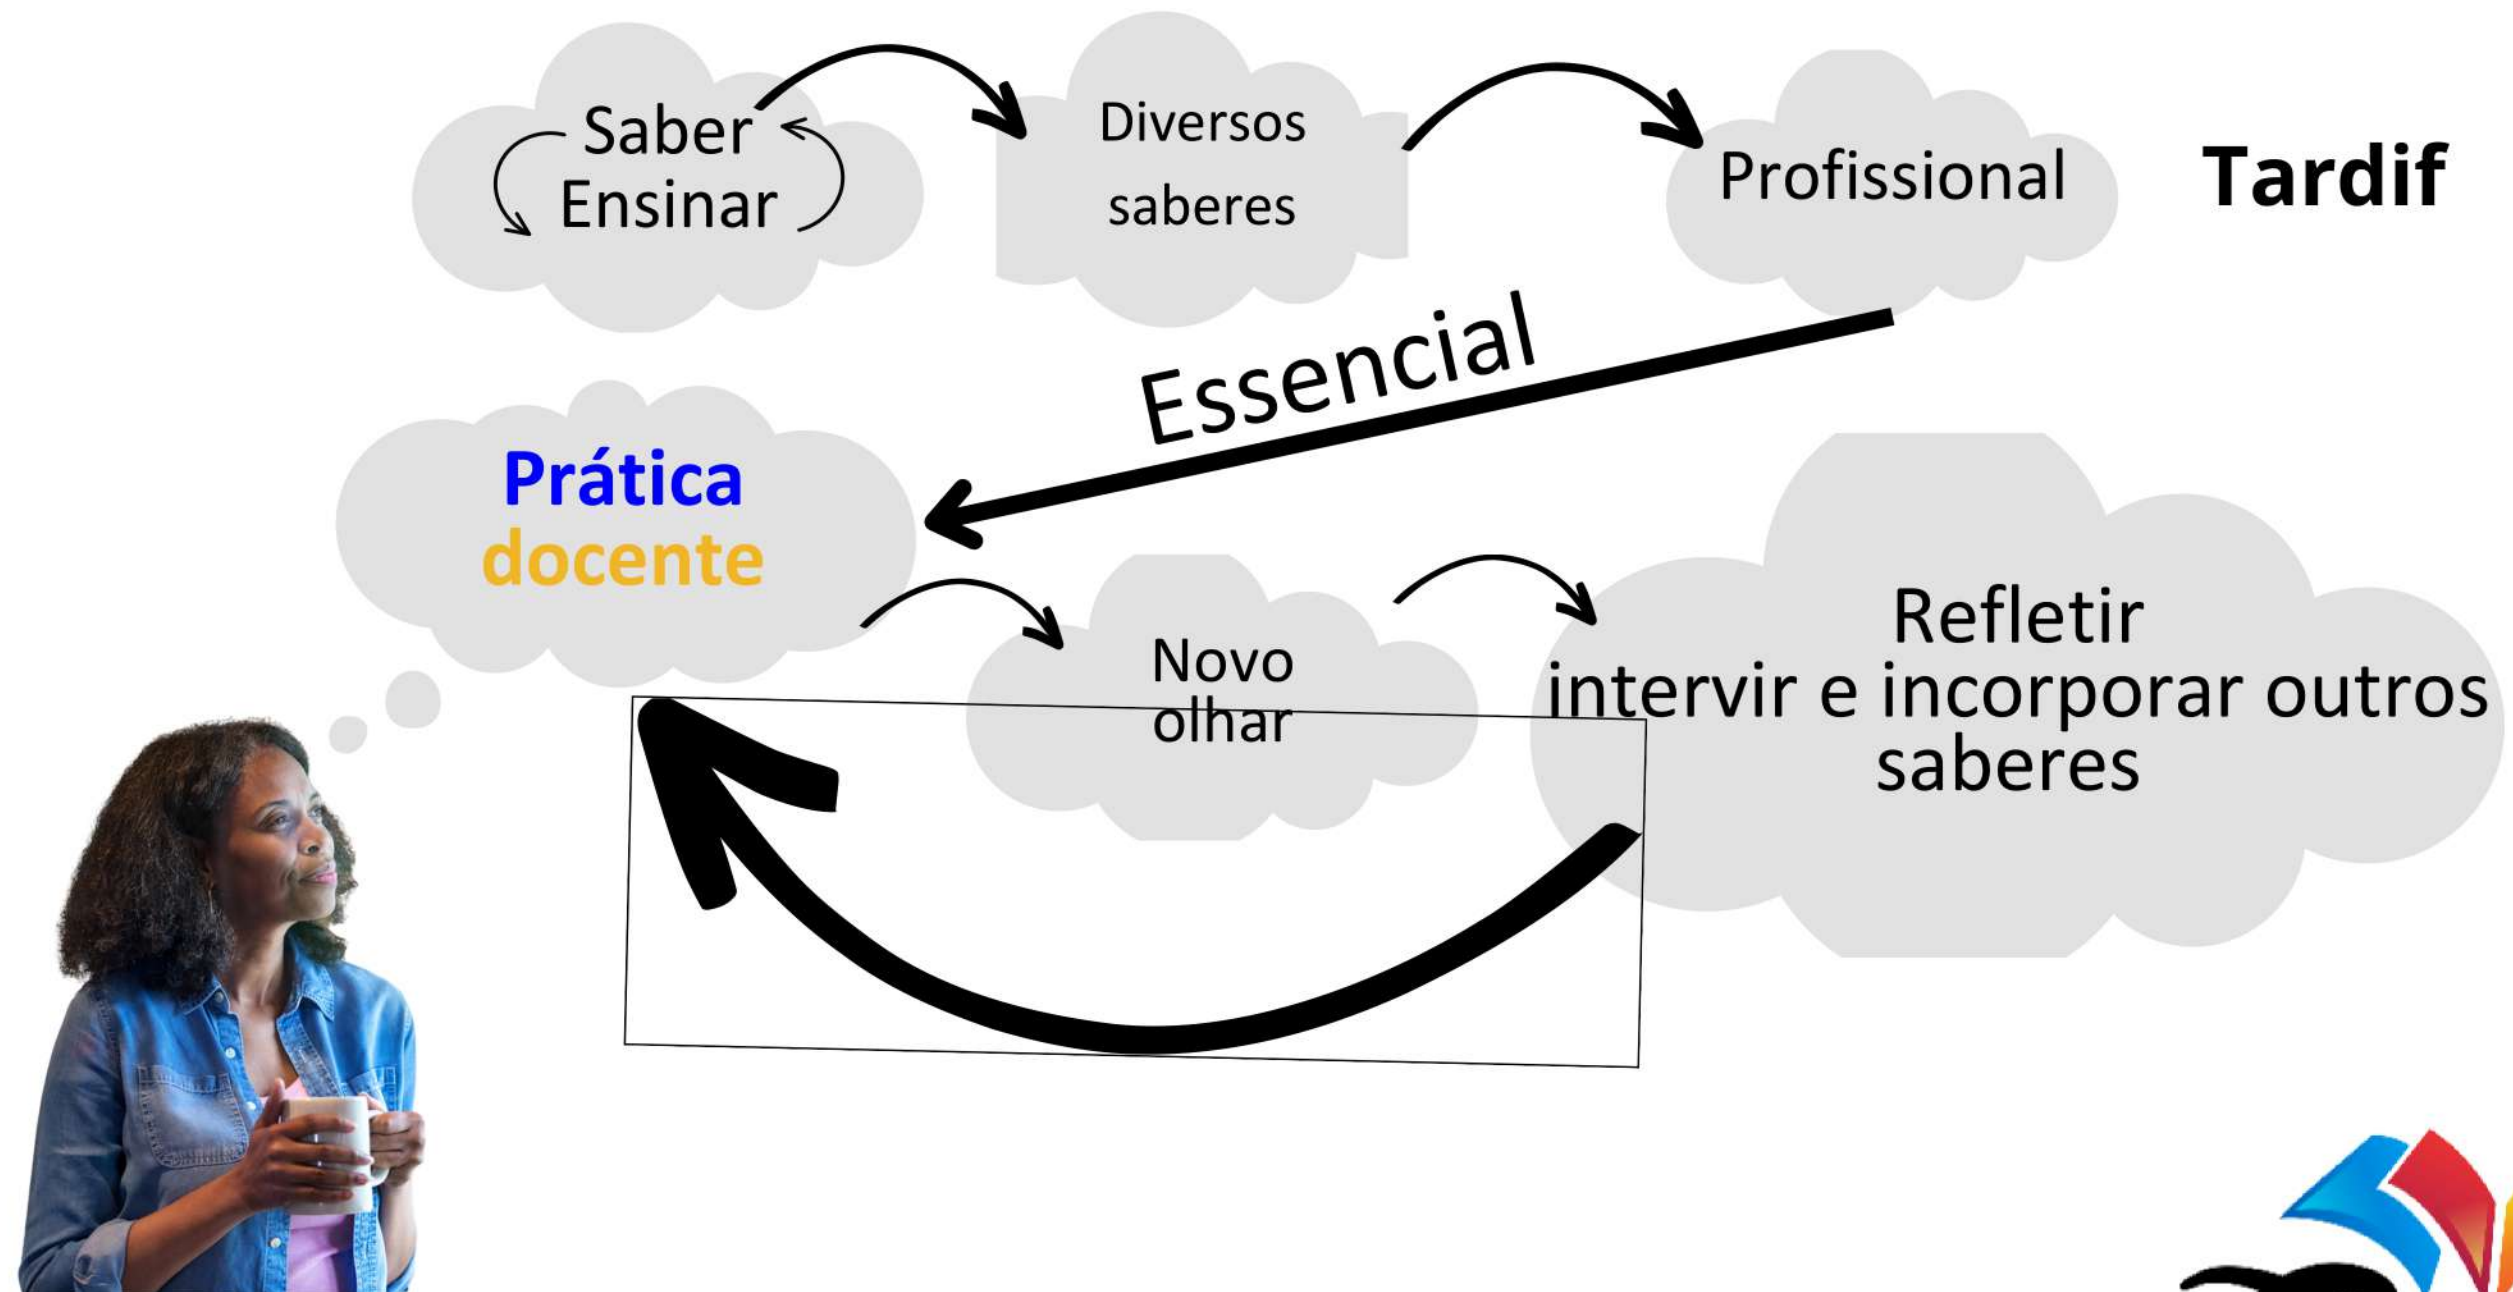 Saber
Ensinar
Diversos
saberes
Profissional
Tardif
Essencial
Prática
docente
Novo
olhar
Refletir
intervir e incorporar outros
saberes